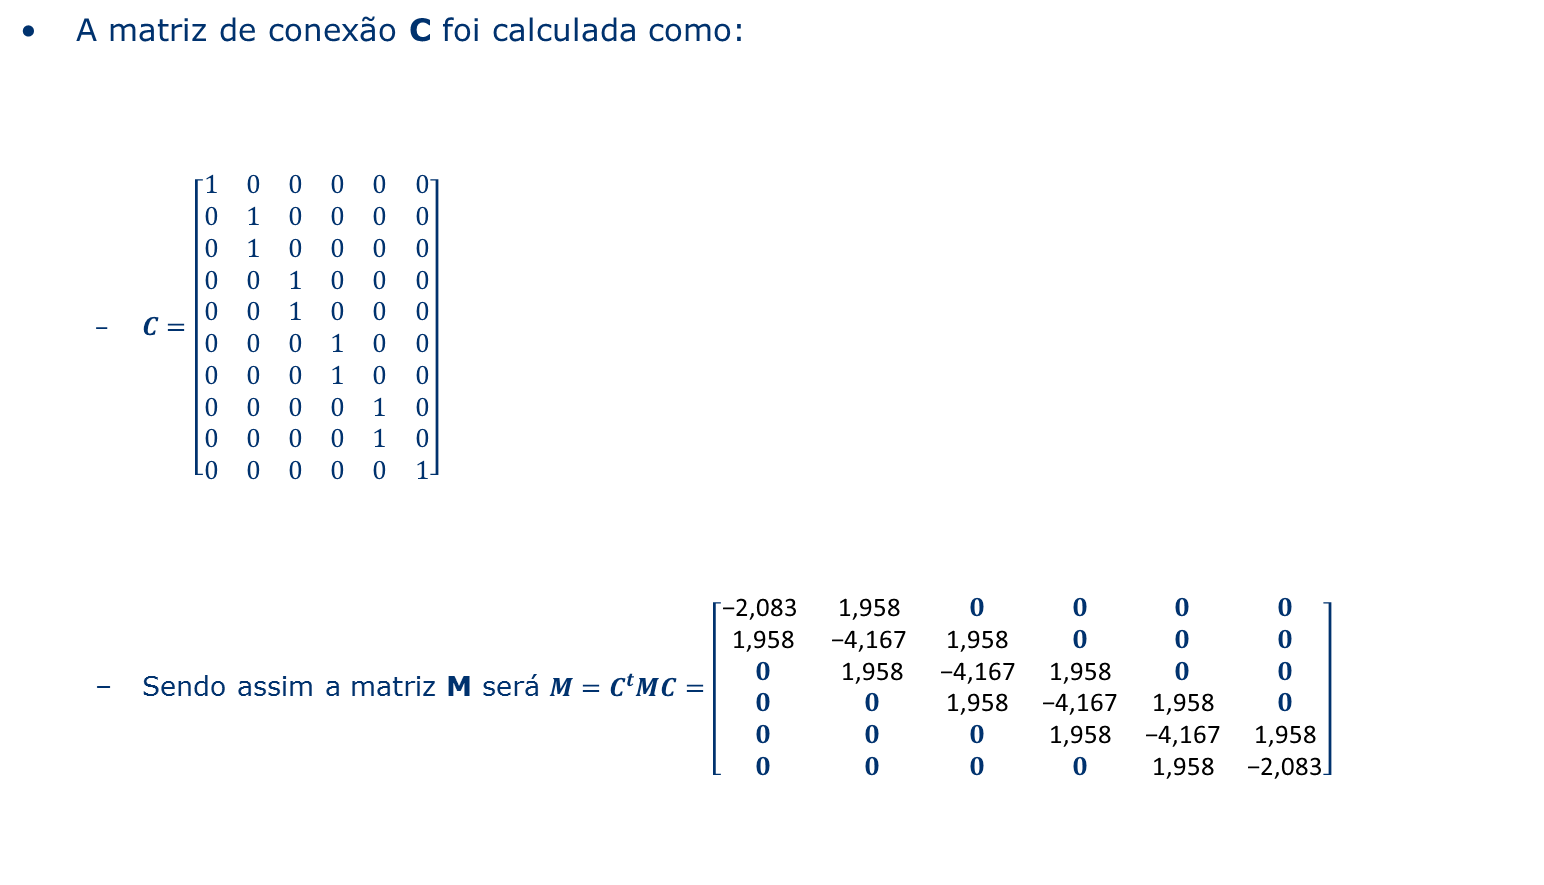 • A matriz de conexão C foi calculada como:
1 0 0 0 0 0
0 1 0 0 0 0
0 1 0 0 0 0
0 0 1 0 0 0
0 0 1 0 0 0
– C = 0 0 0 1 0 0
0 0 0 1 0 0
0 0 0 0 1 0
0 0 0 0 1 0
0 0 0 0 0 1
−2,083 1,958 0 0 0 0
1,958 −4,167 1,958 0 0 0
0 1,958 −4,167 1,958 0 0
– Sendo assim a matriz M será M = CᵗMC =
0 0 1,958 −4,167 1,958 0
0 0 0 1,958 −4,167 1,958
0 0 0 0 1,958 −2,083